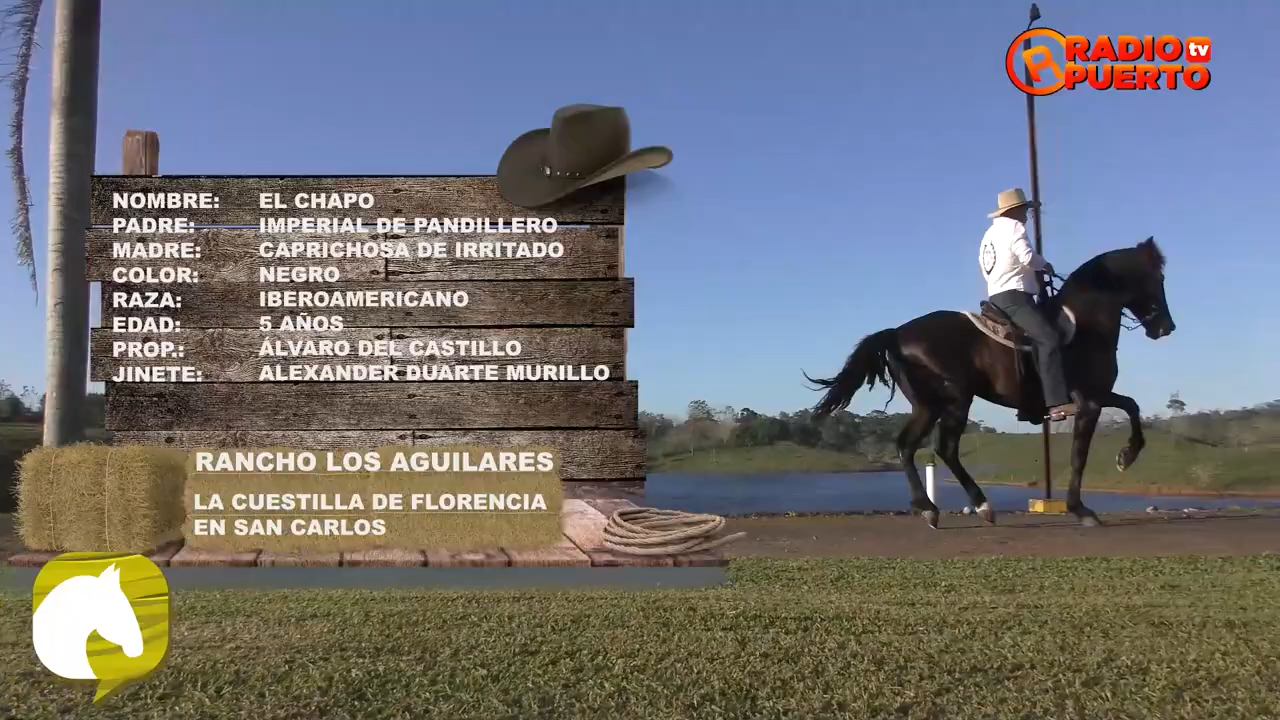 RADIO tv
PUERTO
NOMBRE: EL CHAPO
PADRE: IMPERIAL DE PANDILLERO
MADRE: CAPRICHOSA DE IRRITADO
COLOR: NEGRO
RAZA: IBEROAMERICANO
EDAD: 5 AÑOS
PROP.: ÁLVARO DEL CASTILLO
JINETE: ALEXANDER DUARTE MURILLO
RANCHO LOS AGUILARES
LA CUESTILLA DE FLORENCIA
EN SAN CARLOS